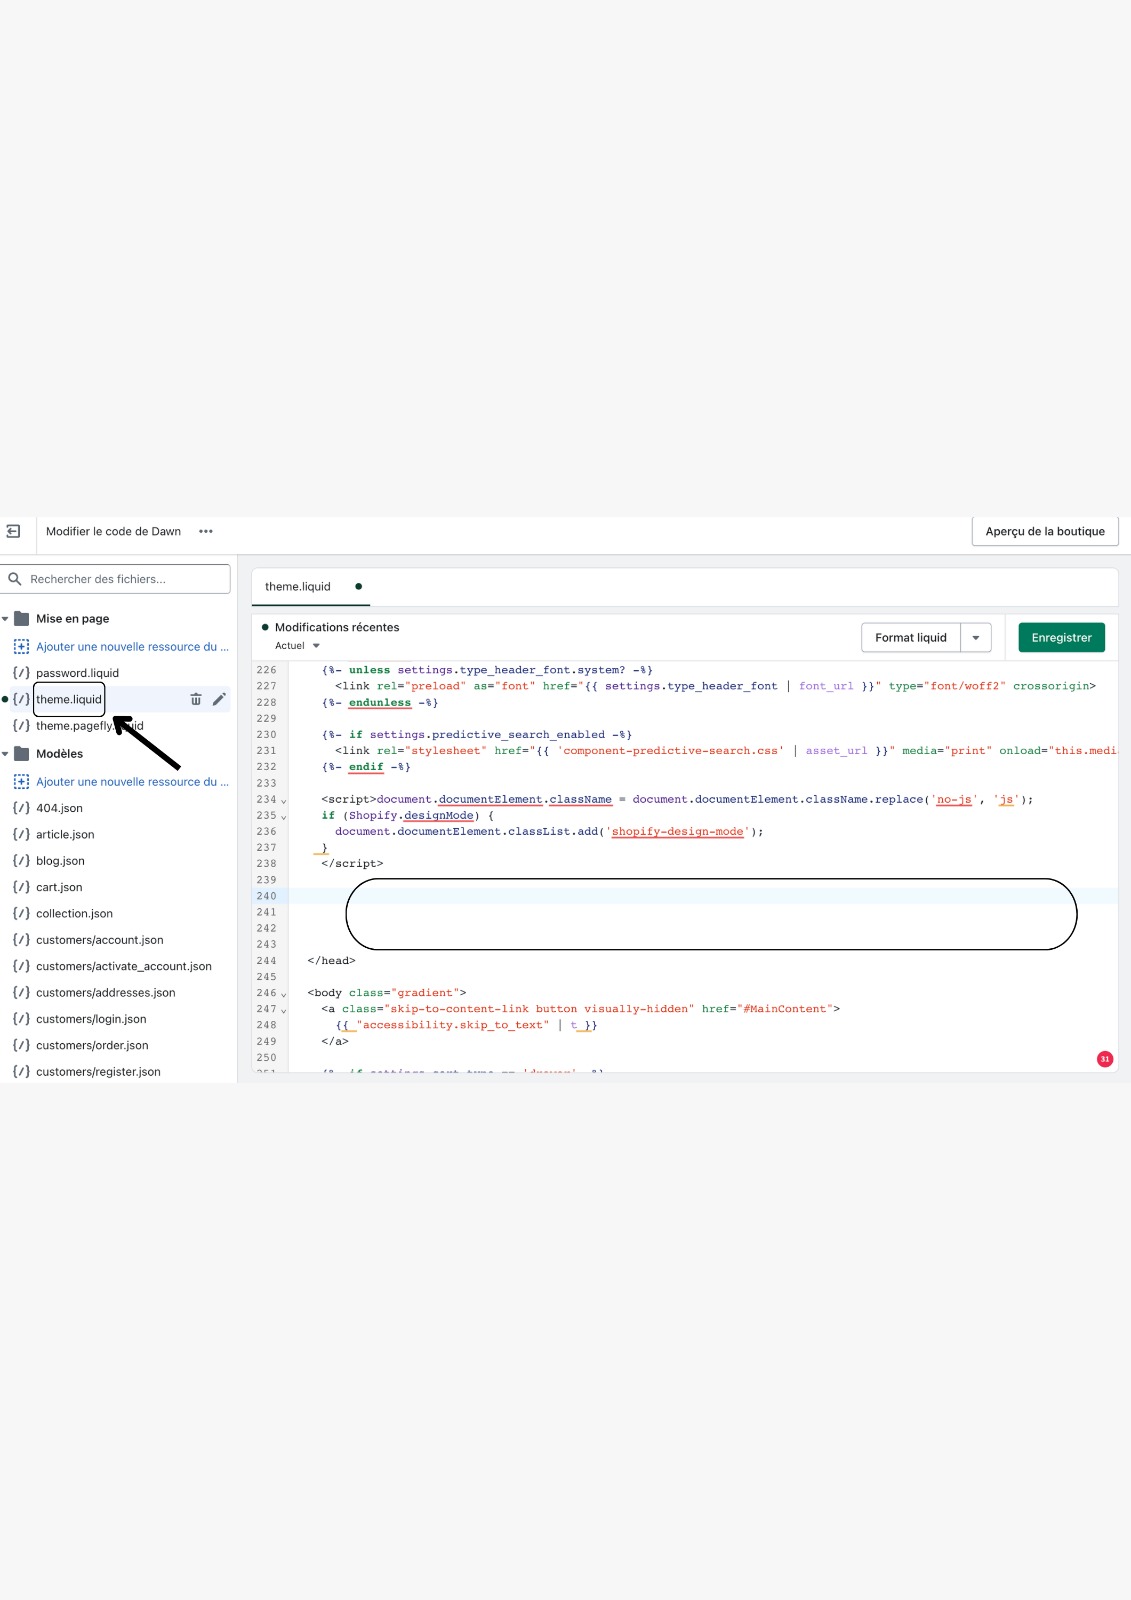 Modifier le code de Dawn •••
Aperçu de la boutique
Rechercher des fichiers...
Mise en page
Ajouter une nouvelle ressource du ...
{/} password.liquid
{/} theme.liquid
{/} theme.pagefly.
Modèles
Ajouter une nouvelle ressource du ...
{/} 404.json
{/} article.json
{/} blog.json
{/} cart.json
{/} collection.json
{/} customers/account.json
{/} customers/activate_account.json
{/} customers/addresses.json
{/} customers/login.json
{/} customers/order.json
{/} customers/register.json
theme.liquid
Modifications récentes
Actuel
Format liquid
Enregistrer
226 {%- unless settings.type_header_font.system? -%}
227 <link rel="preload" as="font" href="{{ settings.type_header_font | font_url }}" type="font/woff2" crossorigin>
228 {%- endunless -%}
229
230 {%- if settings.predictive_search_enabled -%}
231 <link rel="stylesheet" href="{{ 'component-predictive-search.css' | asset_url }}" media="print" onload="this.medi
232 {%- endif -%}
233
234 <script>document.documentElement.className = document.documentElement.className.replace('no-js', 'js');
235 if (Shopify.designMode) {
236 document.documentElement.classList.add('shopify-design-mode');
237 }
238 </script>
239
240
241
242
243
244 </head>
245
246 <body class="gradient">
247 <a class="skip-to-content-link button visually-hidden" href="#MainContent">
248 {{ "accessibility.skip_to_text" | t }}
249 </a>
250
251 {%- if settings.cart_type == 'drawer' -%}
31